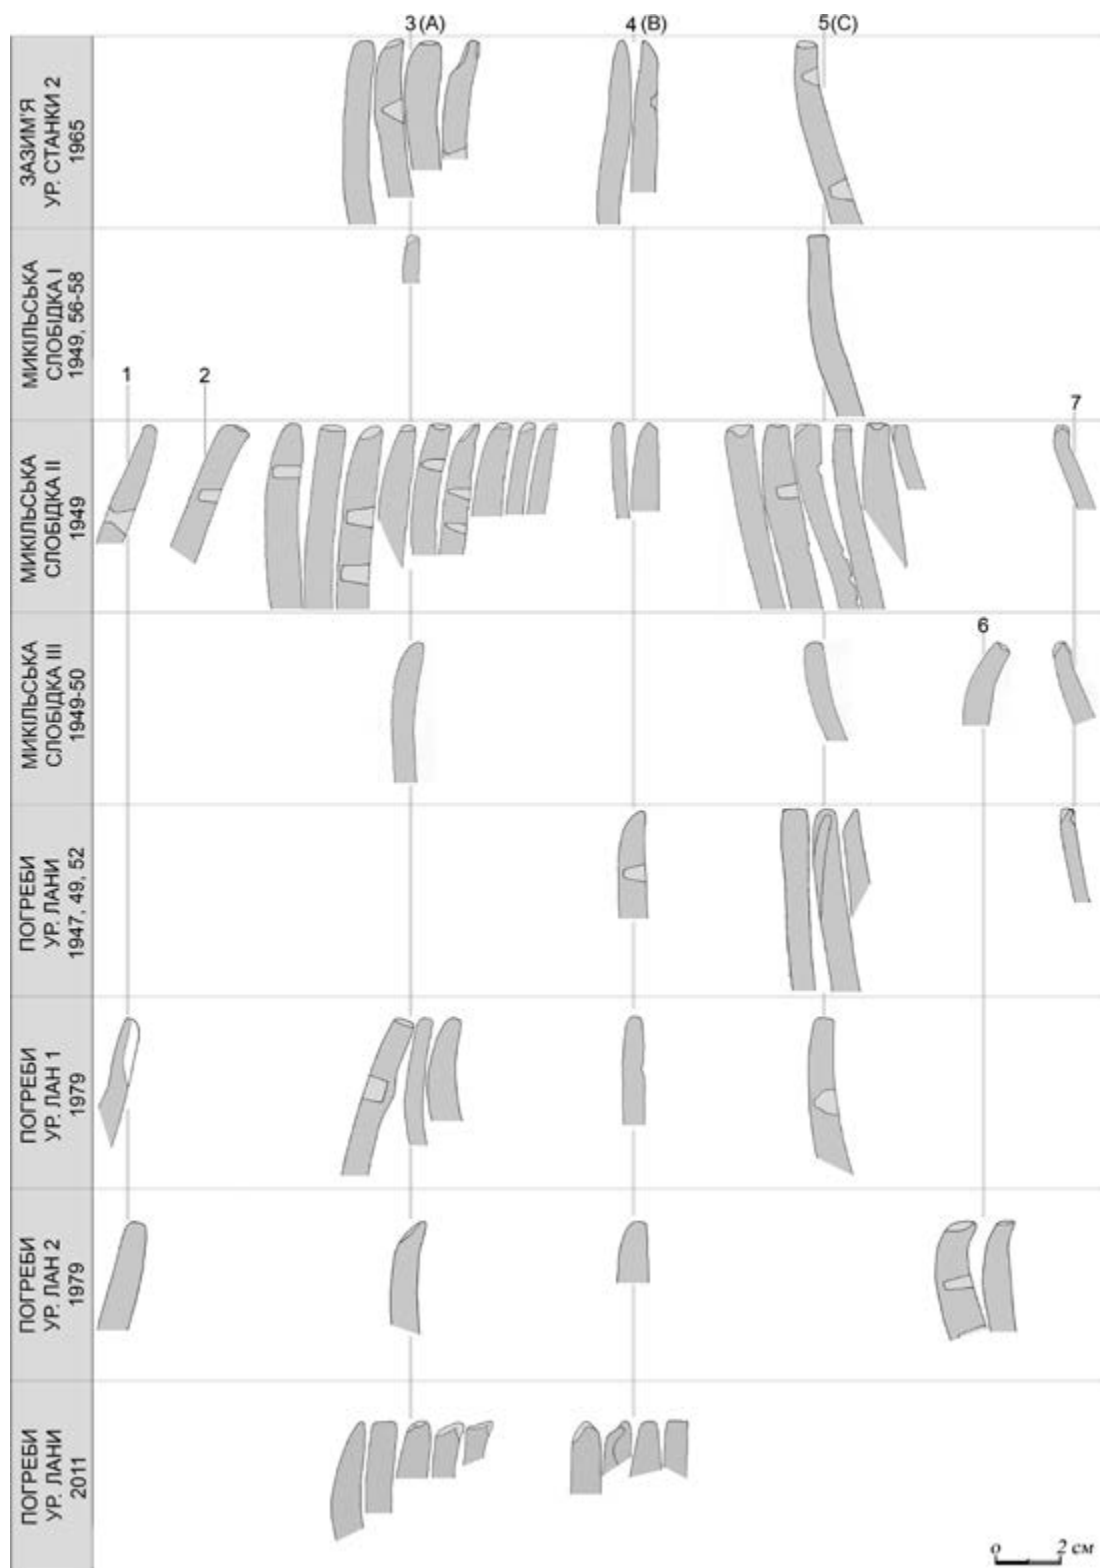 3 (A)
4 (B)
5 (C)
ЗАЗИМ'Я
УР. СТАНКИ 2
1965
МИКІЛЬСЬКА
СЛОБІДКА I
1949, 56-58
1
2
7
МИКІЛЬСЬКА
СЛОБІДКА II
1949
6
МИКІЛЬСЬКА
СЛОБІДКА III
1949-50
ПОГРЕБИ
УР. ЛАНИ
1947, 49, 52
ПОГРЕБИ
УР. ЛАН 1
1979
ПОГРЕБИ
УР. ЛАН 2
1979
ПОГРЕБИ
УР. ЛАНИ
2011
0 2 см